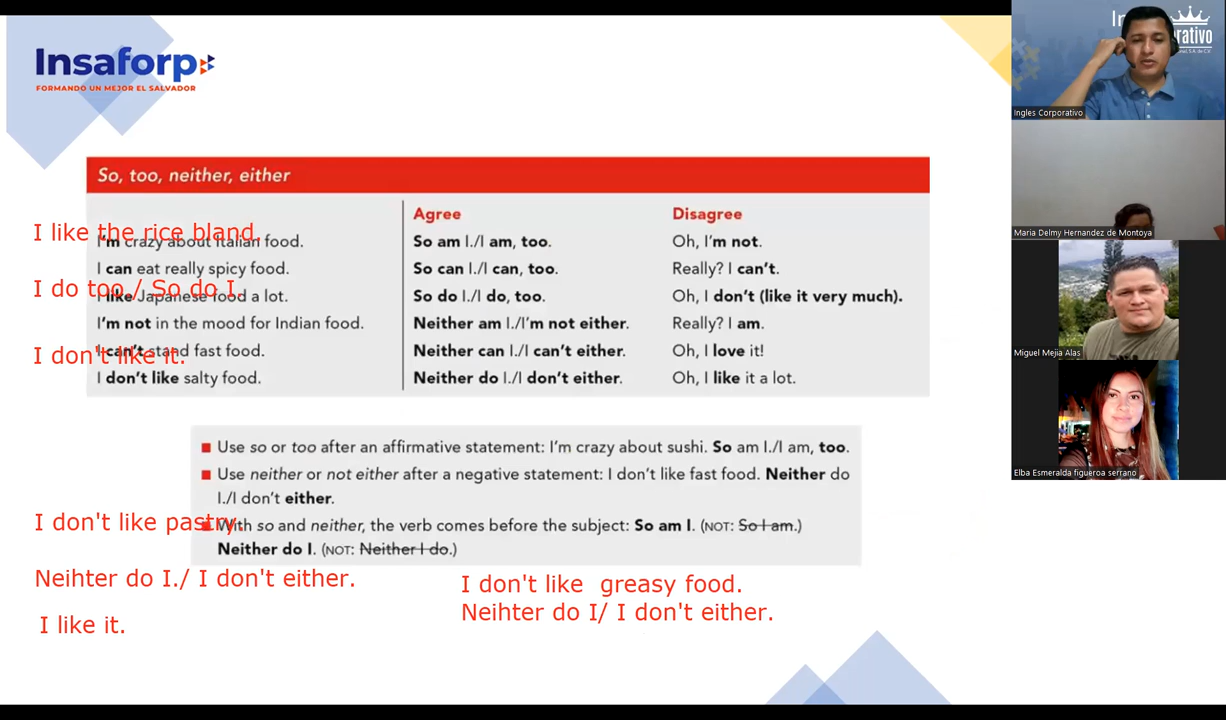 Insaforp
FORMANDO UN MEJOR EL SALVADOR
So, too, neither, either
Agree Disagree
I like the rice bland.
I'm crazy about Italian food. So am I./I am, too. Oh, I'm not.
I can eat really spicy food. So can I./I can, too. Really? I can't.
I do too./ So do I.
I like Japanese food a lot. So do I./I do, too. Oh, I don't (like it very much).
I'm not in the mood for Indian food. Neither am I./I'm not either. Really? I am.
I don't like it.
I can't stand fast food. Neither can I./I can't either. Oh, I love it!
I don't like salty food. Neither do I./I don't either. Oh, I like it a lot.
Use so or too after an affirmative statement: I'm crazy about sushi. So am I./I am, too.
Use neither or not either after a negative statement: I don't like fast food. Neither do
I./I don't either.
I don't like pastry.
With so and neither, the verb comes before the subject: So am I. (NOT: So I am.)
Neither do I. (NOT: Neither I do.)
Neihter do I./ I don't either.
I like it.
I don't like greasy food.
Neihter do I/ I don't either.
Ingles Corporativo
Maria Delmy Hernandez de Montoya
Miguel Mejia Alas
Elba Esmeralda figueroa serrano